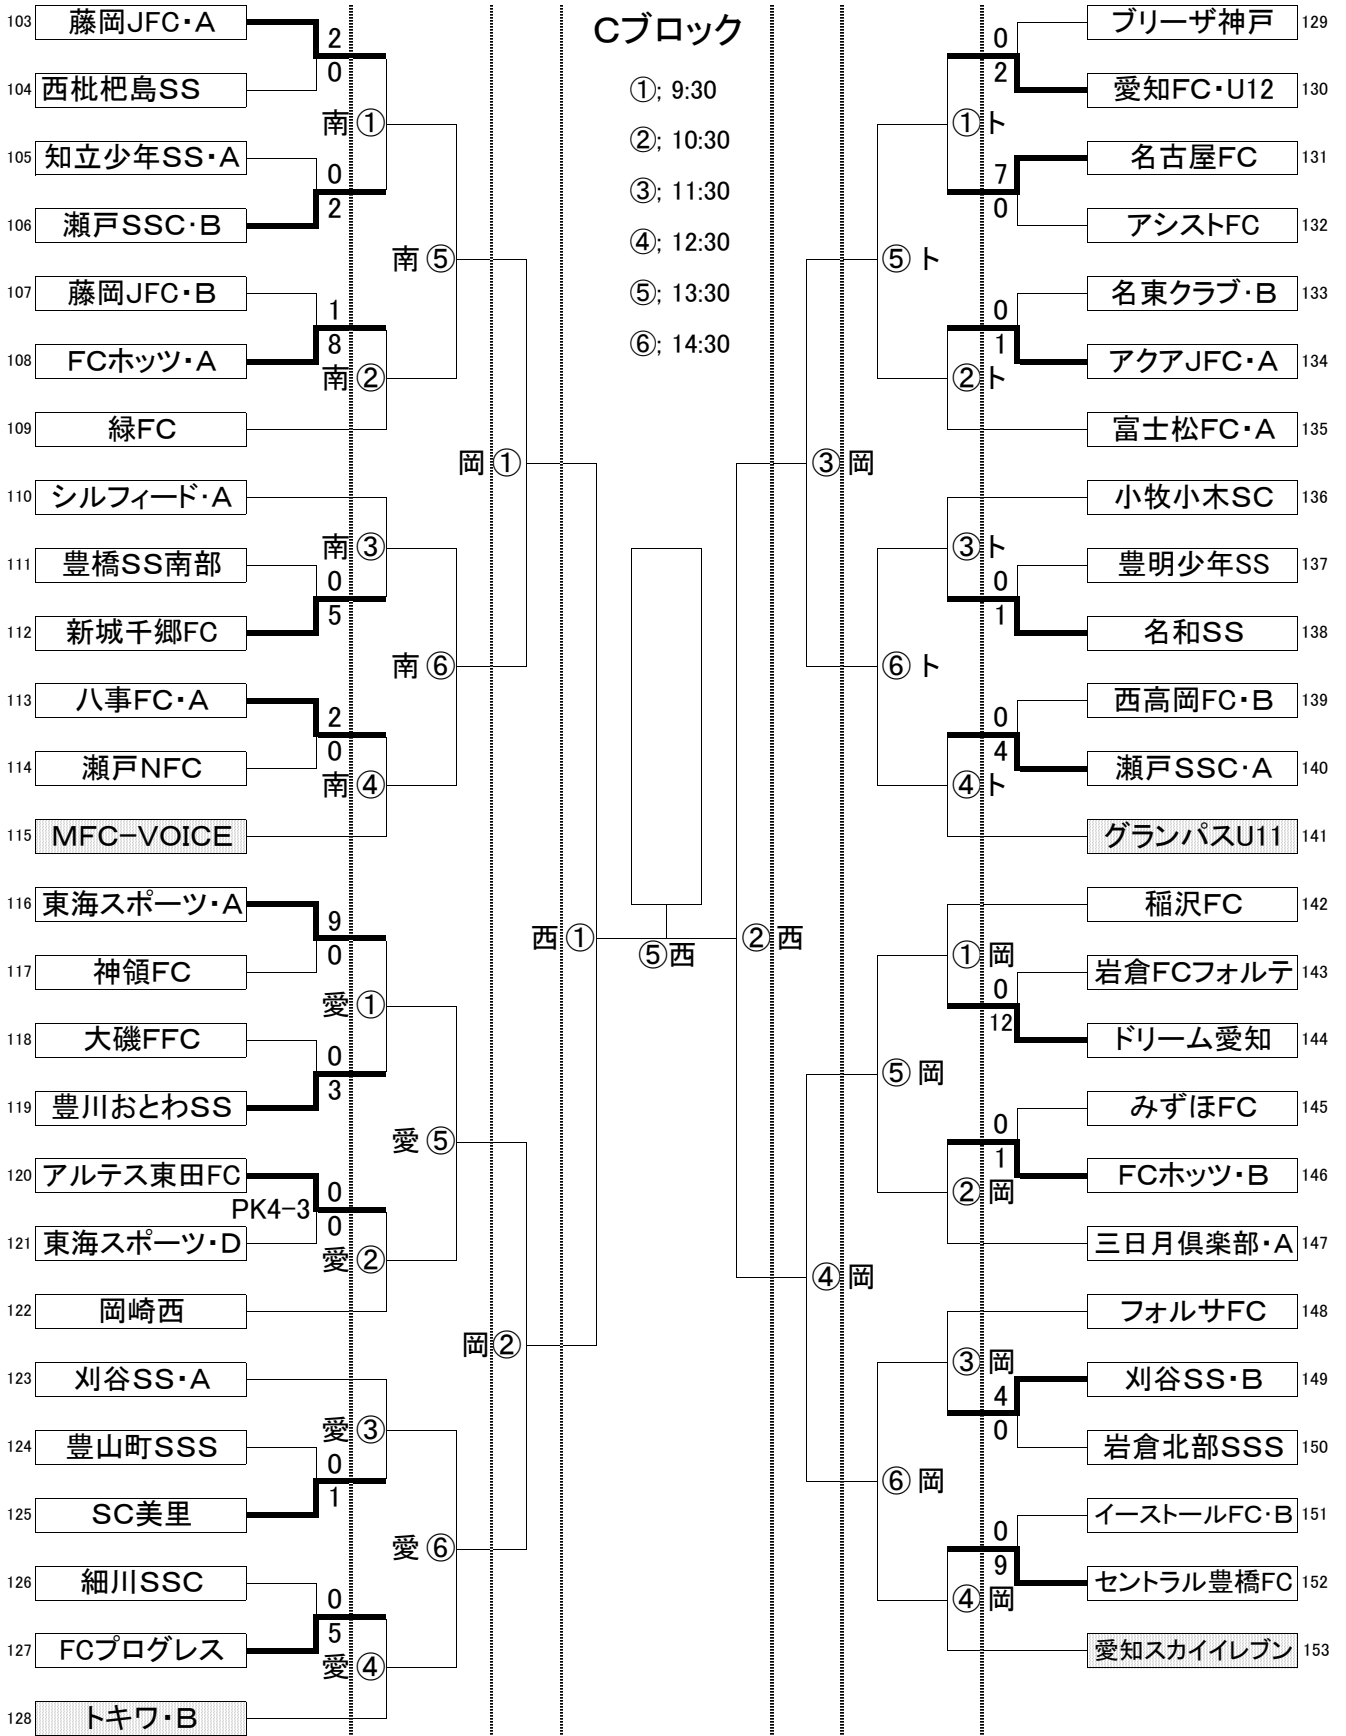 Cブロック
①; 9:30
②; 10:30
③; 11:30
④; 12:30
⑤; 13:30
⑥; 14:30
103 藤岡JFC・A
2
0
104 西枇杷島SS
南①
105 知立少年SS・A
0
2
106 瀬戸SSC・B
南⑤
107 藤岡JFC・B
1
8
108 FCホッツ・A
南②
109 緑FC
岡①
110 シルフィード・A
南③
111 豊橋SS南部
0
5
112 新城千郷FC
南⑥
113 八事FC・A
2
0
114 瀬戸NFC
南④
115 MFC-VOICE
116 東海スポーツ・A
9
0
117 神領FC
西①
愛①
118 大磯FFC
0
3
119 豊川おとわSS
愛⑤
120 アルテス東田FC
0
PK4-3
0
121 東海スポーツ・D
愛②
122 岡崎西
岡②
123 刈谷SS・A
愛③
124 豊山町SSS
0
1
125 SC美里
愛⑥
126 細川SSC
0
5
127 FCプログレス
愛④
128 トキワ・B
⑤西
ブリーザ神戸 129
0
2
愛知FC・U12 130
①ト
名古屋FC 131
7
0
アシストFC 132
⑤ト
名東クラブ・B 133
0
1
アクアJFC・A 134
②ト
富士松FC・A 135
③岡
小牧小木SC 136
③ト
豊明少年SS 137
0
1
名和SS 138
⑥ト
西高岡FC・B 139
0
4
瀬戸SSC・A 140
④ト
グランパスU11 141
稲沢FC 142
②西
①岡
岩倉FCフォルテ 143
0
12
ドリーム愛知 144
⑤岡
みずほFC 145
0
1
FCホッツ・B 146
②岡
三日月倶楽部・A 147
④岡
フォルサFC 148
③岡
刈谷SS・B 149
4
0
岩倉北部SSS 150
⑥岡
イーストールFC・B 151
0
9
セントラル豊橋FC 152
④岡
愛知スカイイレブン 153